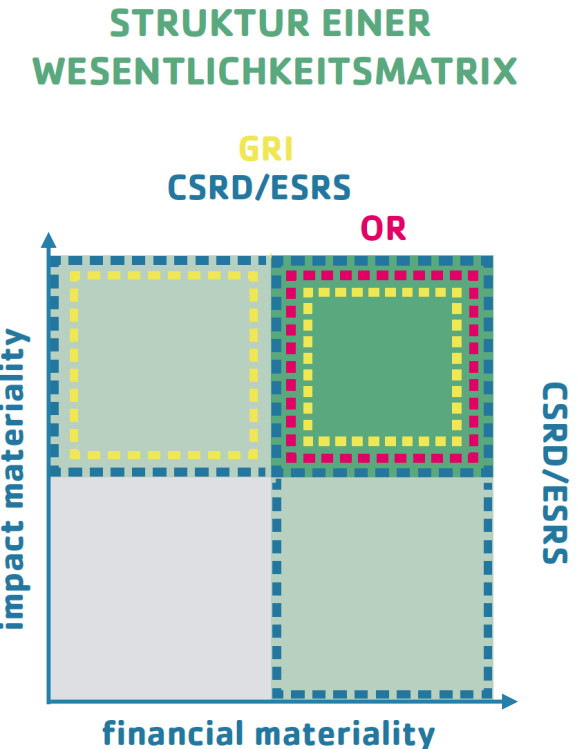 STRUKTUR EINER
WESENTLICHKEITSMATRIX
GRI
CSRD/ESRS
OR
impact materiality
CSRD/ESRS
financial materiality